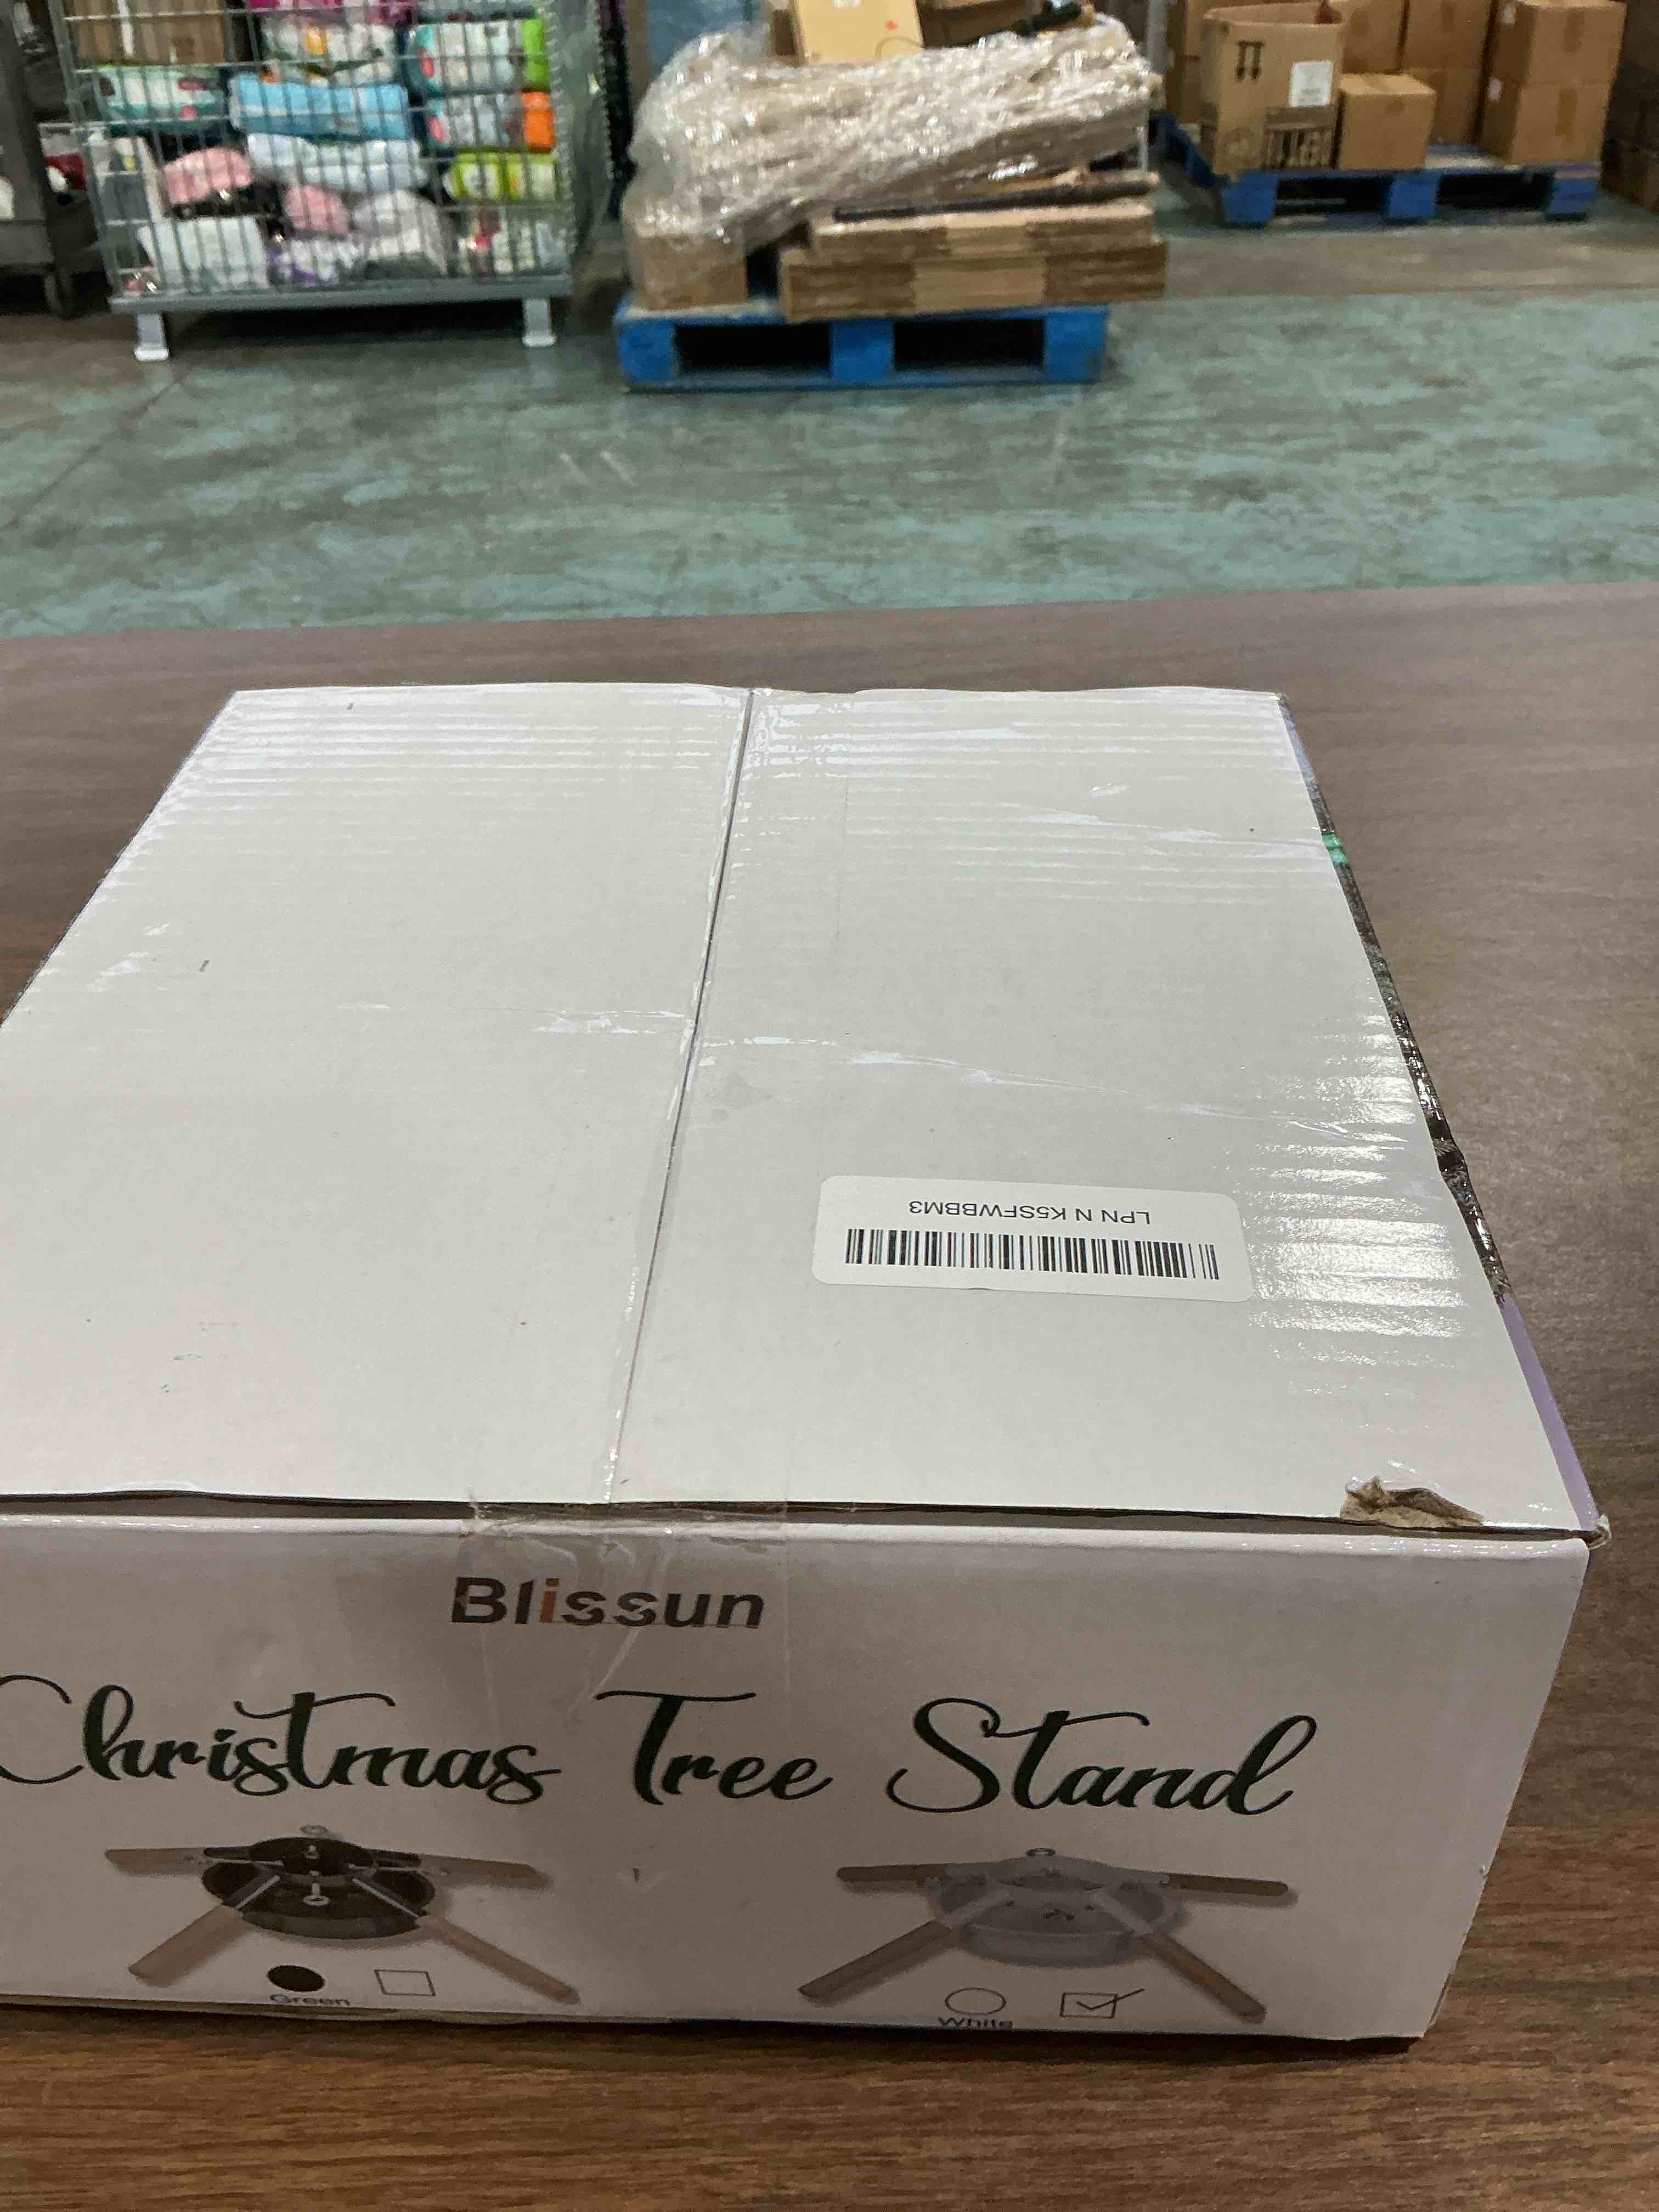 LPN N K5SFWBBM3
Blissun
Christmas Tree Stand
Green
White